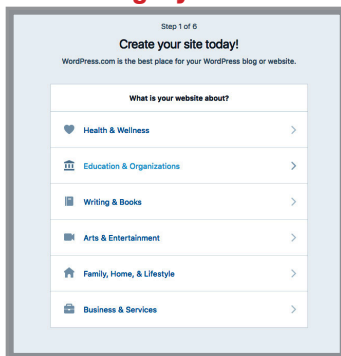 Step 1 of 6
Create your site today!
WordPress.com is the best place for your WordPress blog or website.
What is your website about?
Health & Wellness
Education & Organizations
Writing & Books
Arts & Entertainment
Family, Home, & Lifestyle
Business & Services